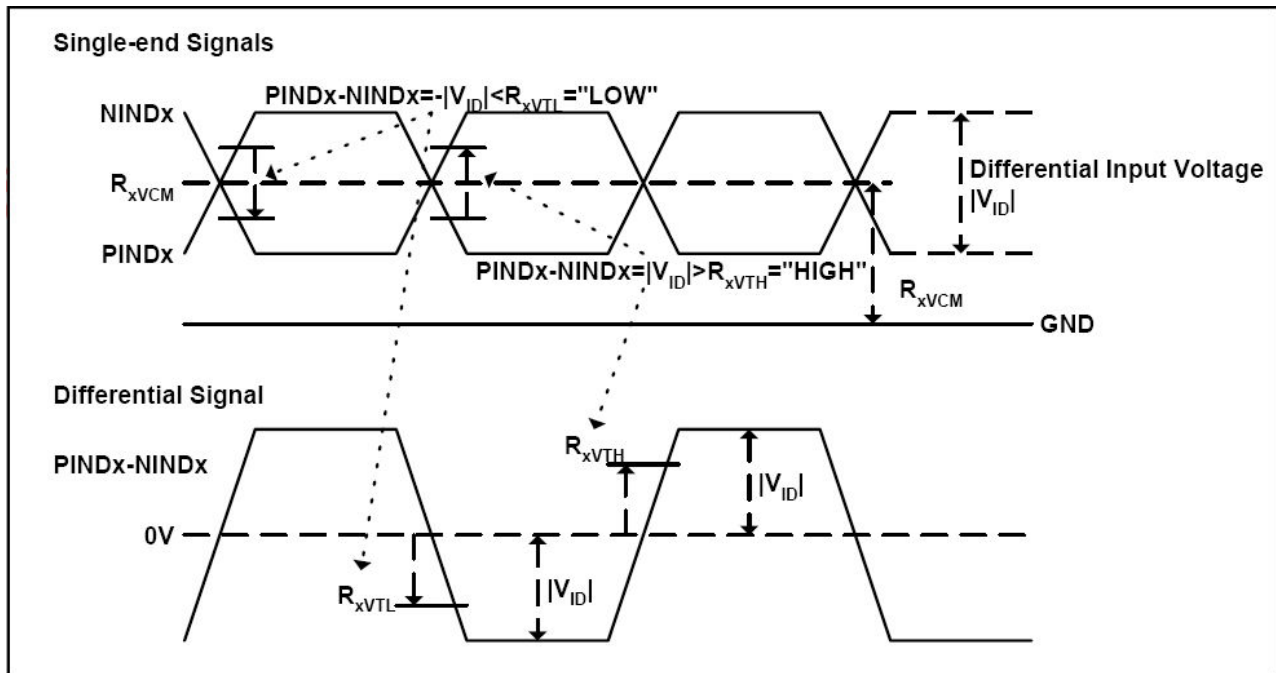 Single-end Signals
PINDx-NINDx=-|VID|<RxVTL="LOW"
NINDx
Differential Input Voltage
|VID|
RxVCM
PINDx
PINDx-NINDx=|VID|>RxVTH="HIGH"
RxVCM
GND
Differential Signal
RxVTH
PINDx-NINDx
|VID|
0V
RxVTL
|VID|